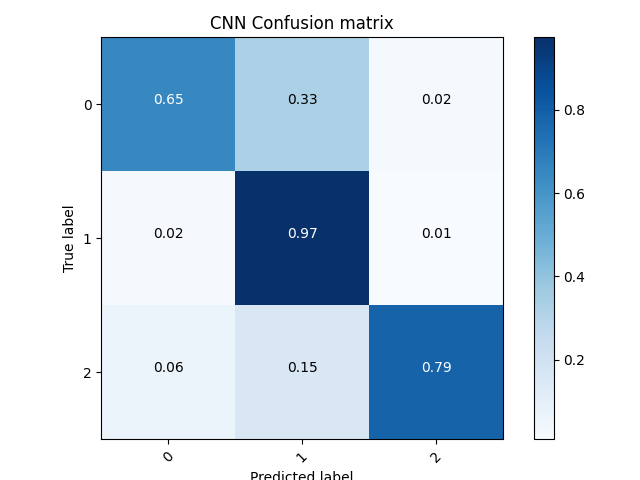 CNN Confusion matrix
0 0.65 0.33 0.02
1 0.02 0.97 0.01
2 0.06 0.15 0.79
0 1 2
True label
Predicted label
0.8
0.6
0.4
0.2